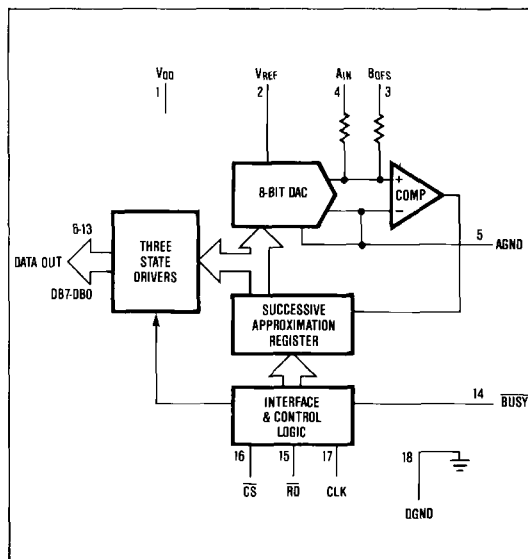 VDD
1
VREF
2
AIN
4
BOFS
3
8-BIT DAC
+
COMP
−
5
AGND
6-13
DATA OUT
DB7-DB0
THREE
STATE
DRIVERS
SUCCESSIVE
APPROXIMATION
REGISTER
INTERFACE
& CONTROL
LOGIC
14
BUSY
16
15
17
CS
RD
CLK
18
DGND